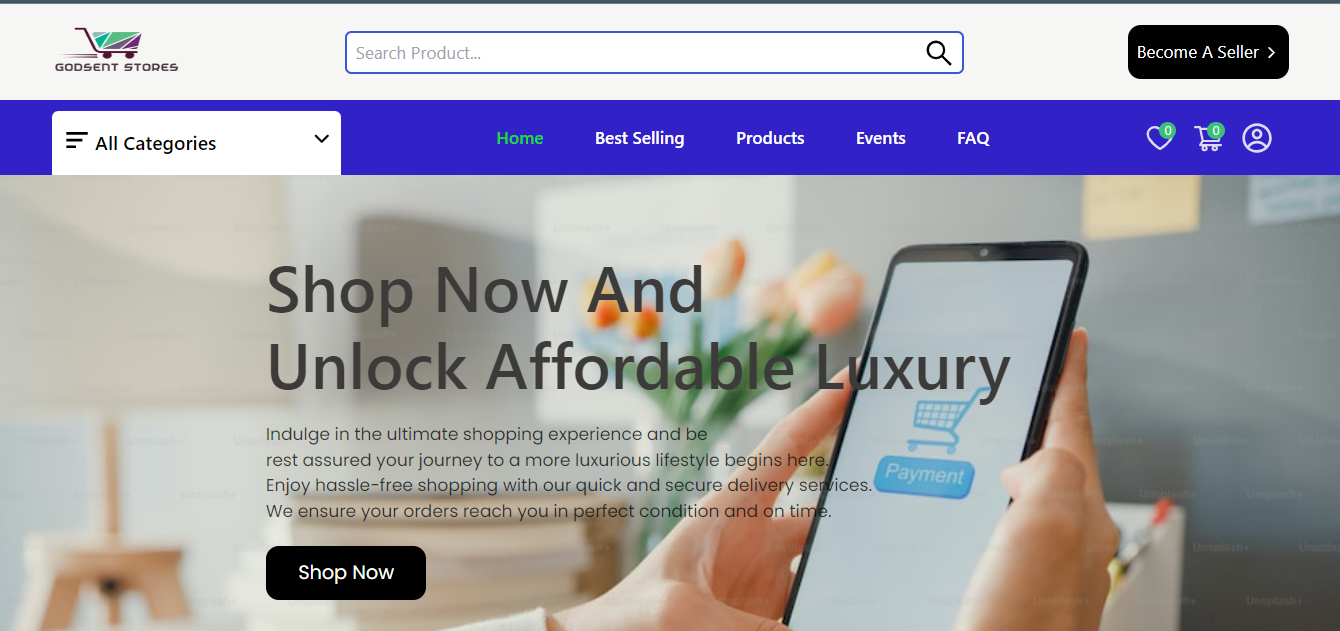 GODSENT STORES
Search Product...
Become A Seller
All Categories
Home
Best Selling
Products
Events
FAQ
0
0
Shop Now And
Unlock Affordable Luxury
Indulge in the ultimate shopping experience and be
rest assured your journey to a more luxurious lifestyle begins here.
Enjoy hassle-free shopping with our quick and secure delivery services.
We ensure your orders reach you in perfect condition and on time.
Payment
Shop Now
Unsplash+